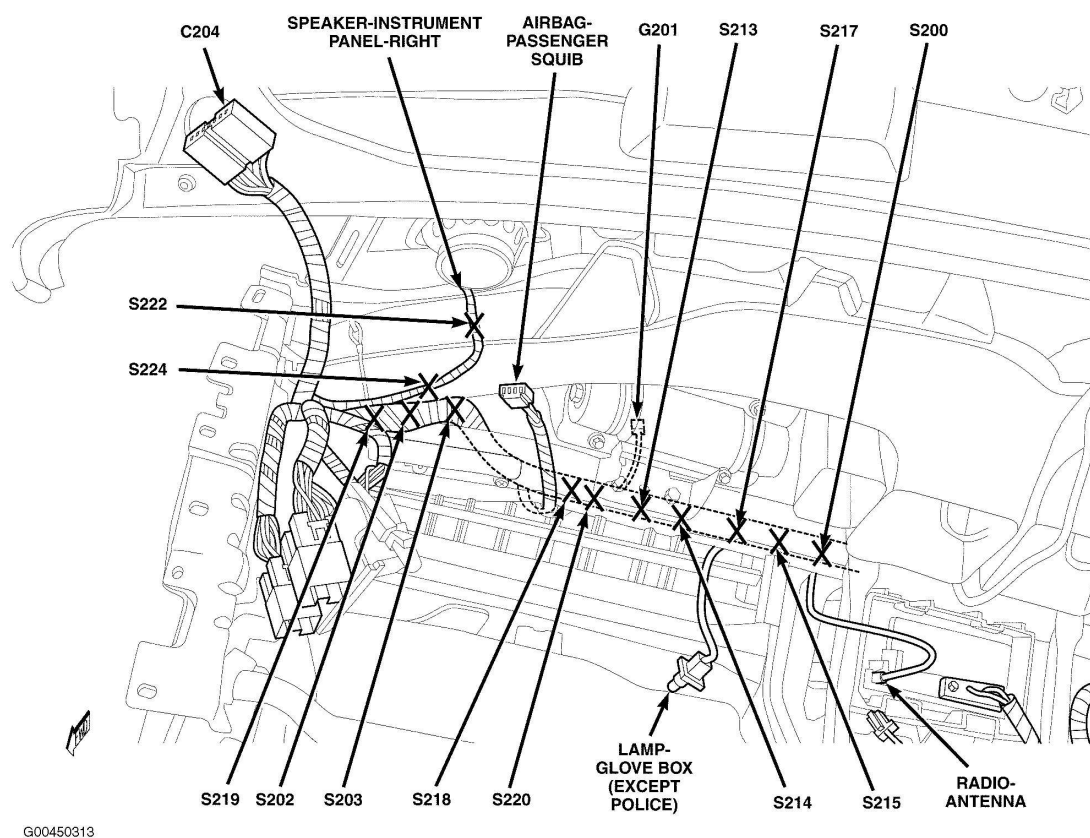 C204
SPEAKER-INSTRUMENT
PANEL-RIGHT
AIRBAG-
PASSENGER
SQUIB
G201
S213
S217
S200
S222
S224
S219
S202
S203
S218
S220
LAMP-
GLOVE BOX
(EXCEPT
POLICE)
S214
S215
RADIO-
ANTENNA
G00450313